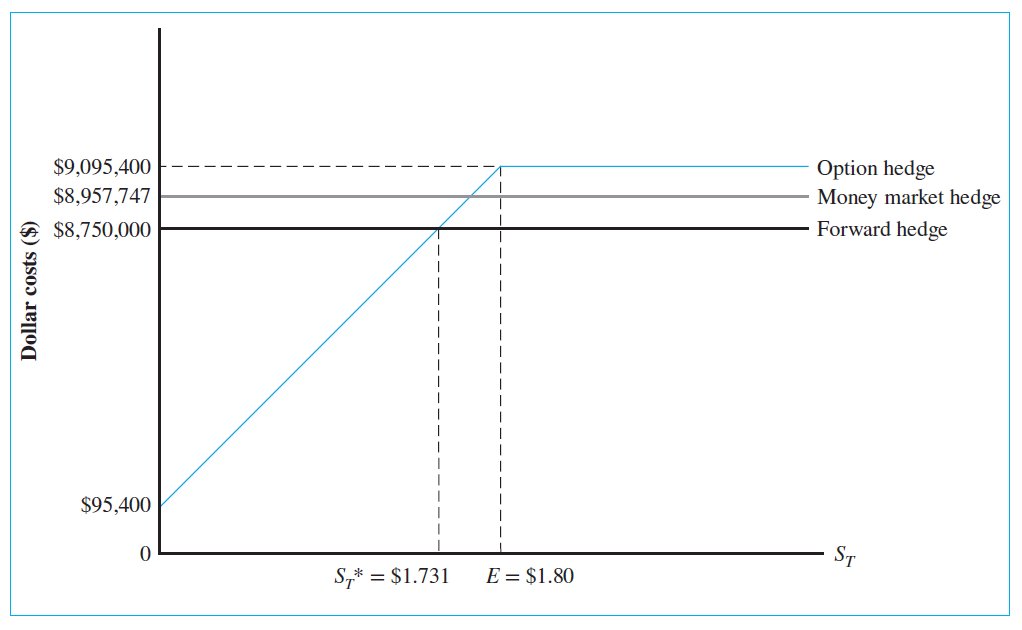 $9,095,400
Option hedge
$8,957,747
Money market hedge
$8,750,000
Forward hedge
Dollar costs ($)
$95,400
0
S_T
S_T* = $1.731
E = $1.80